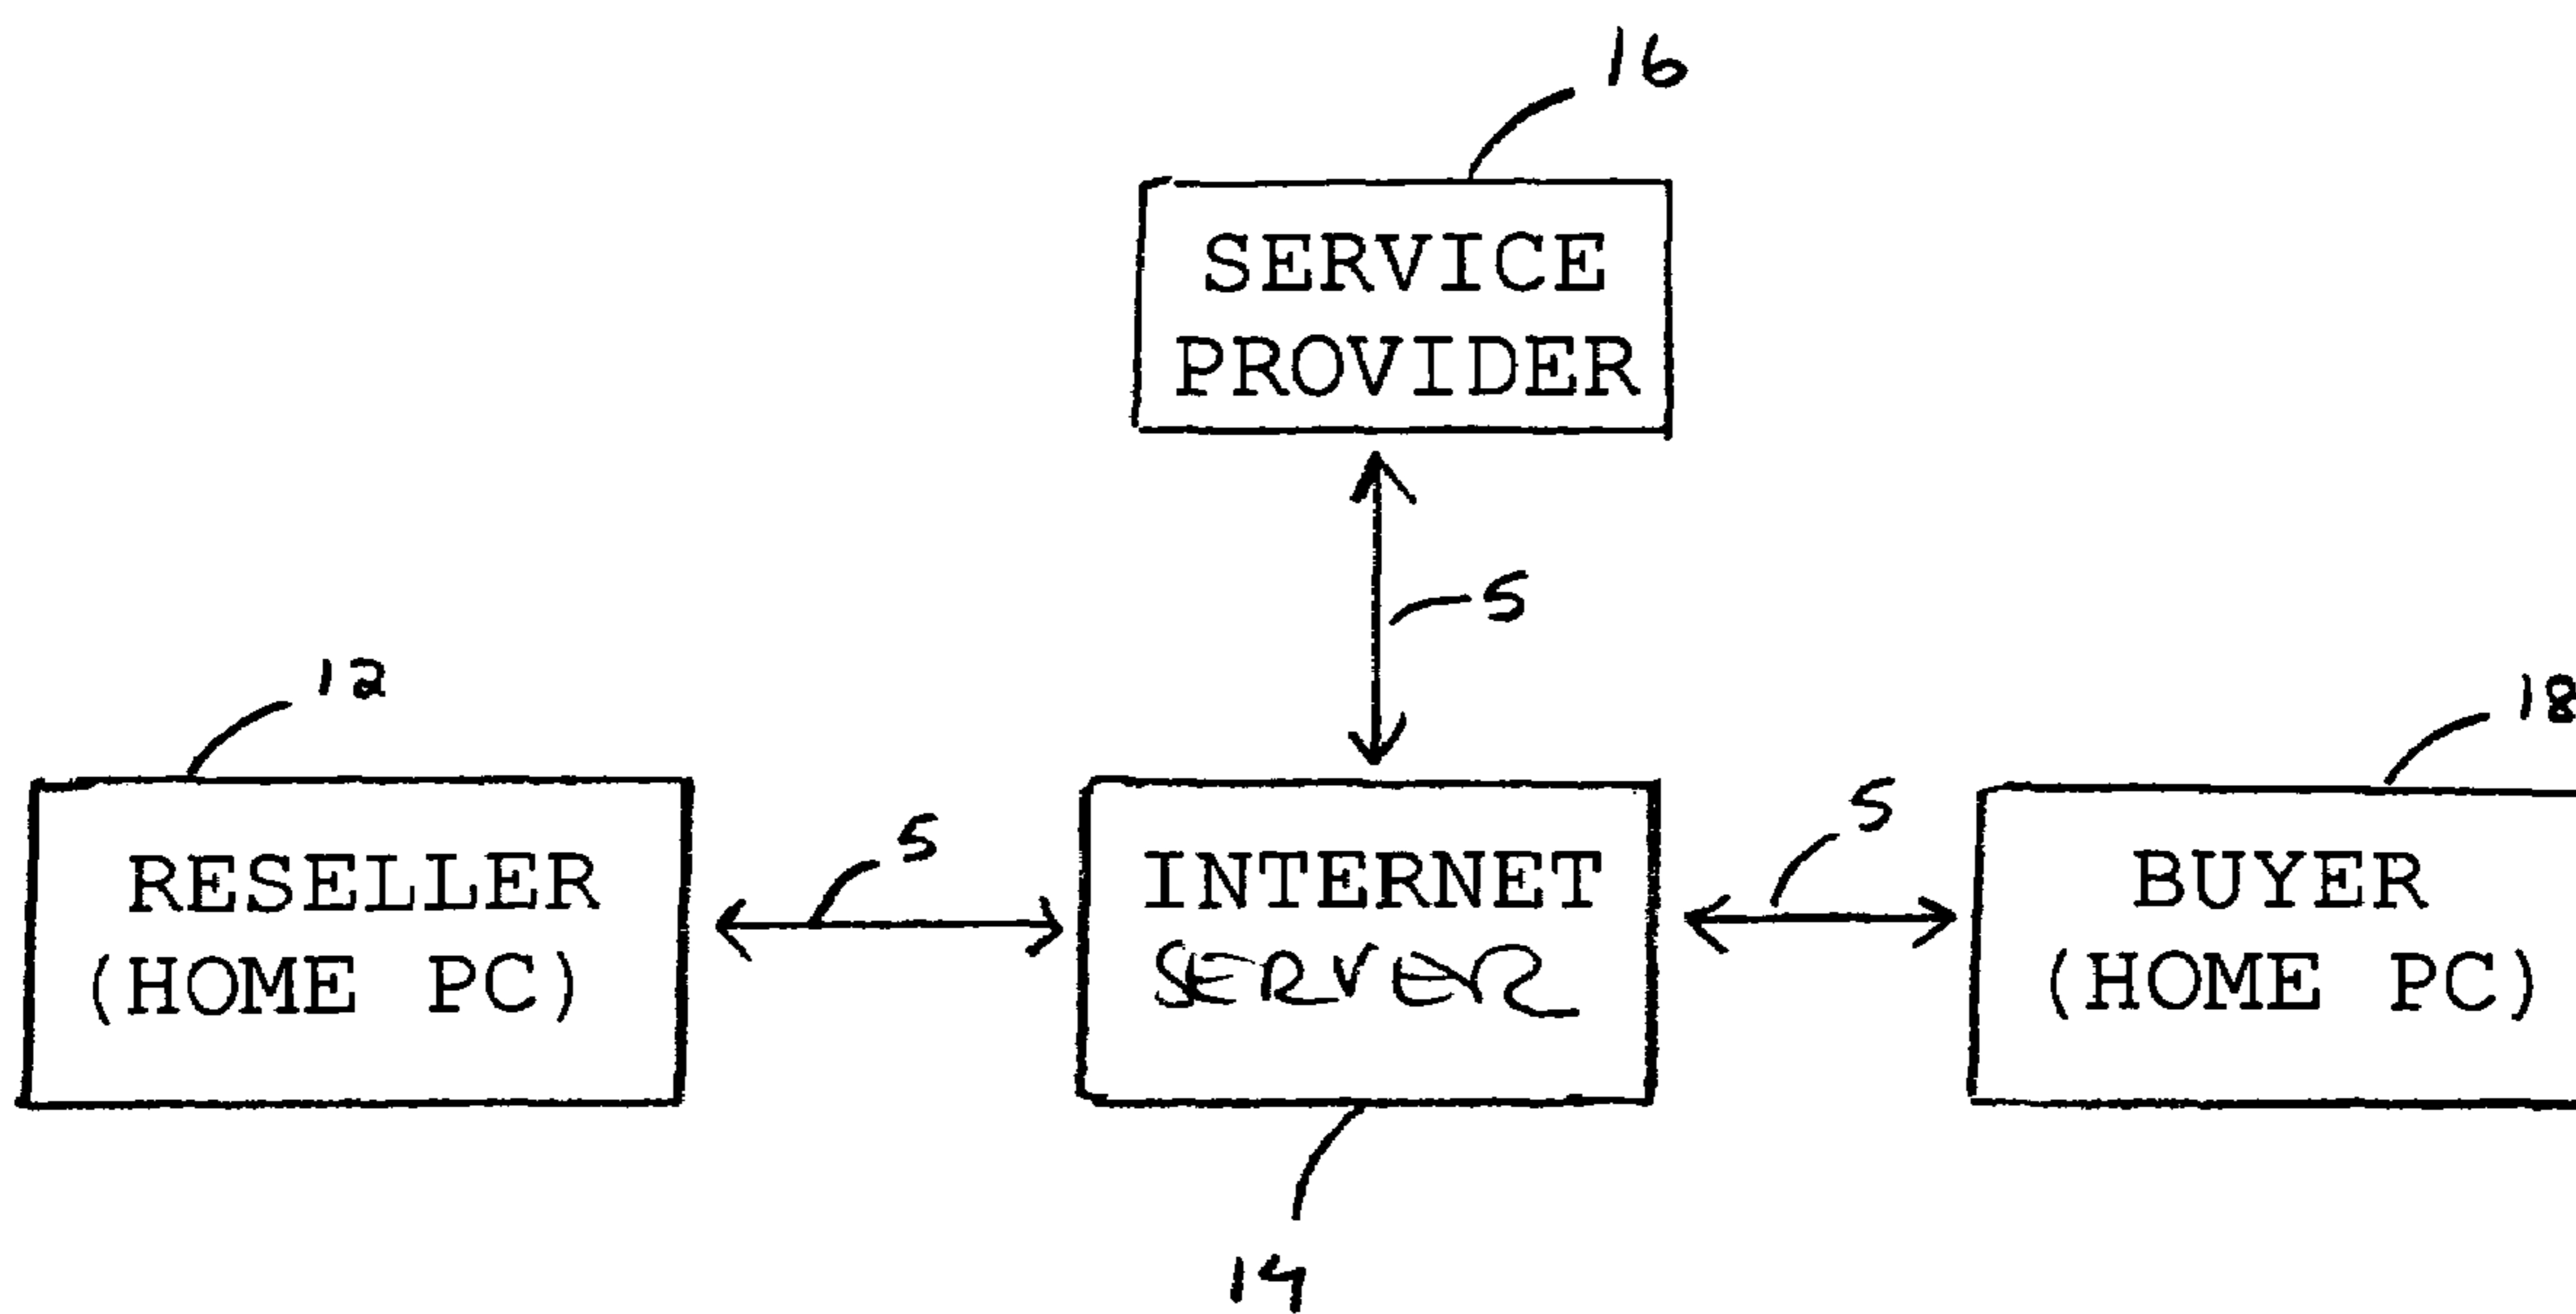 16
SERVICE
PROVIDER
5
12
18
5
5
RESELLER
(HOME PC)
INTERNET
SERVER
BUYER
(HOME PC)
14